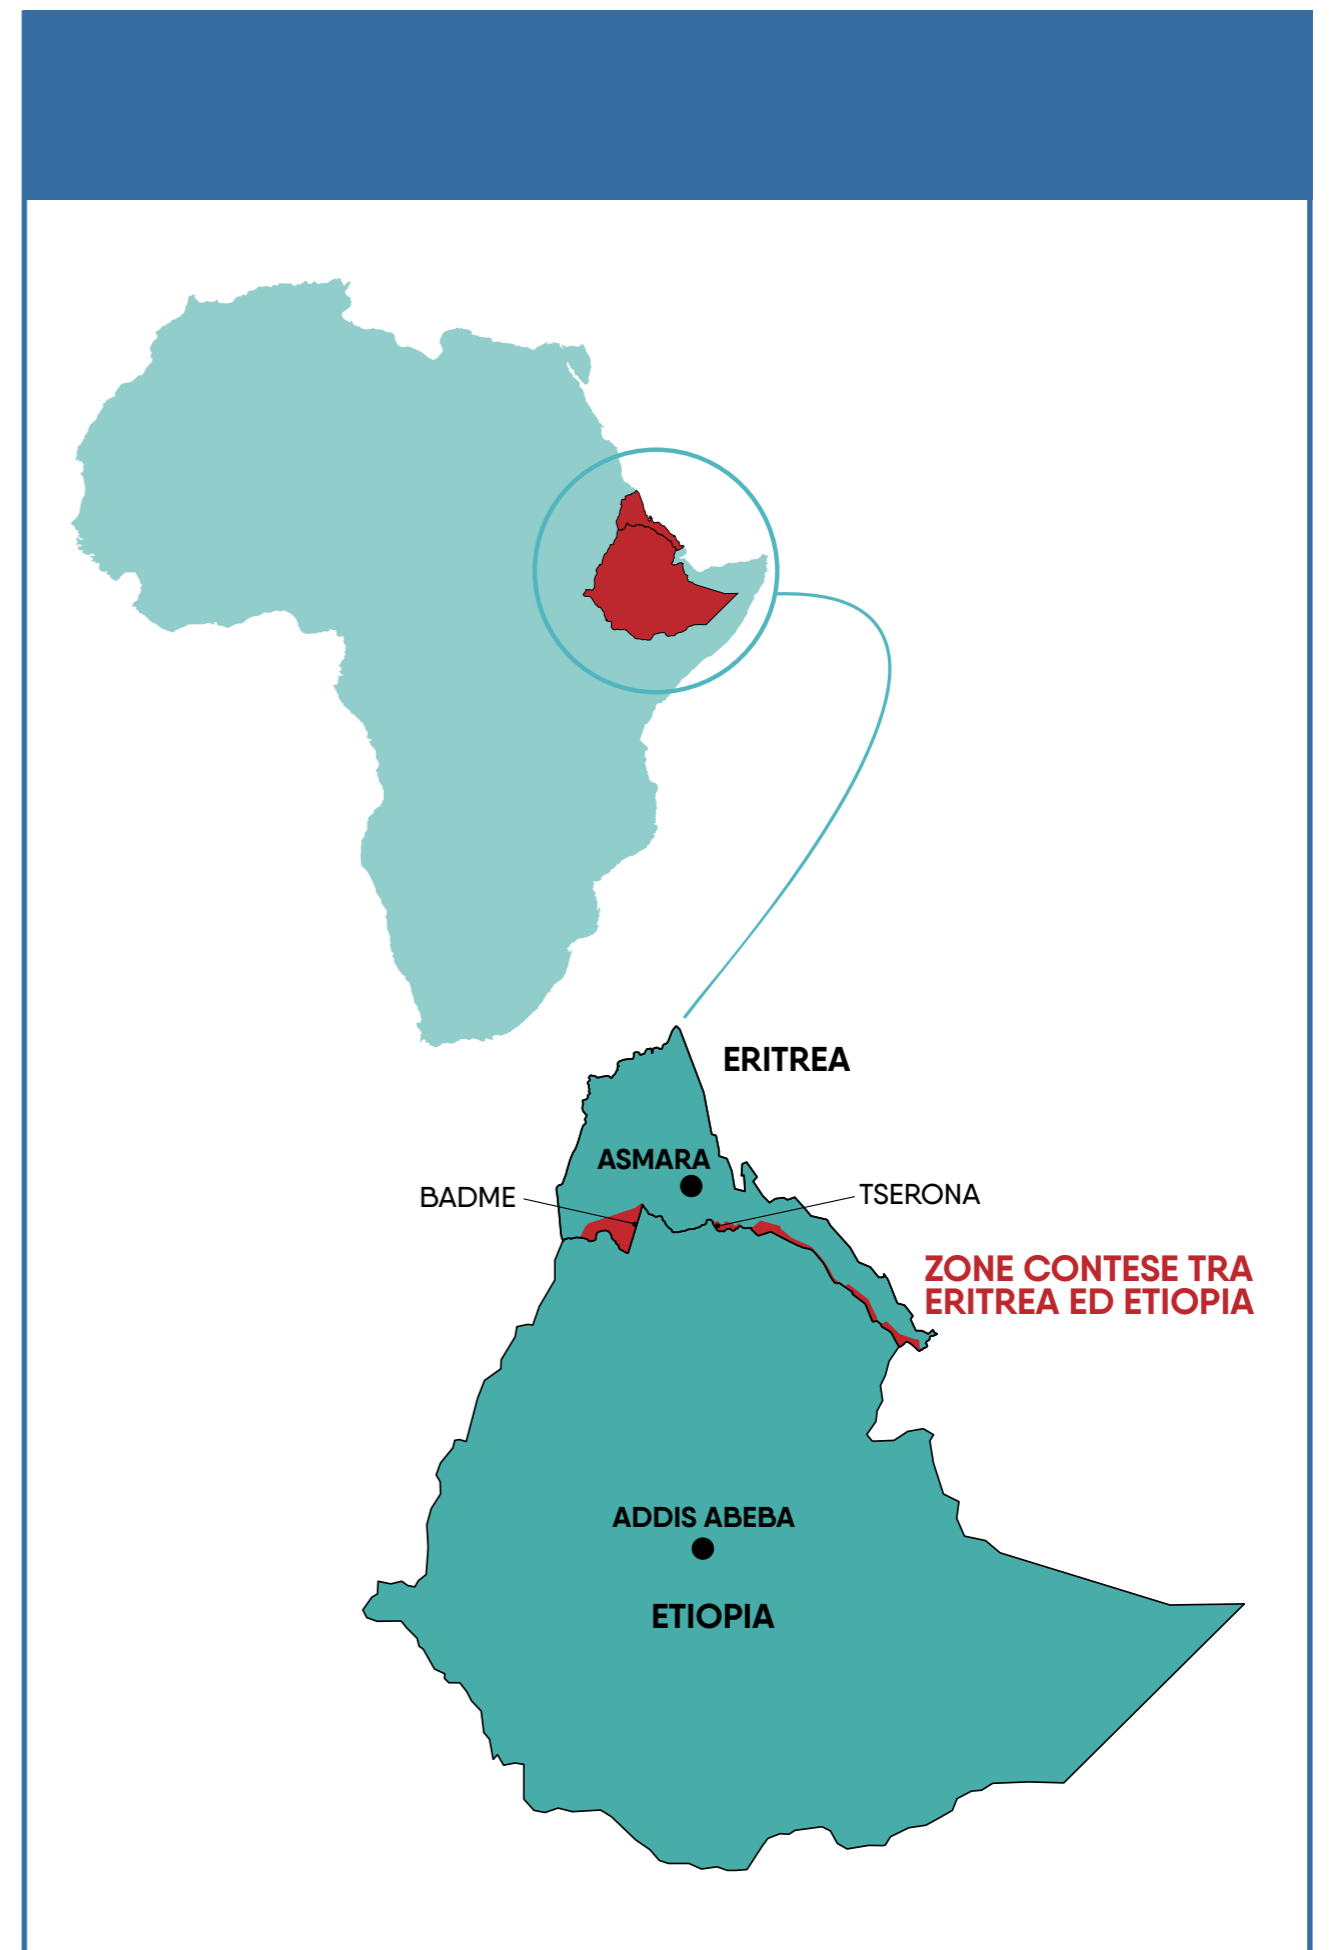 ERITREA
ASMARA
BADME
TSERONA
ZONE CONTESE TRA
ERITREA ED ETIOPIA
ADDIS ABEBA
ETIOPIA